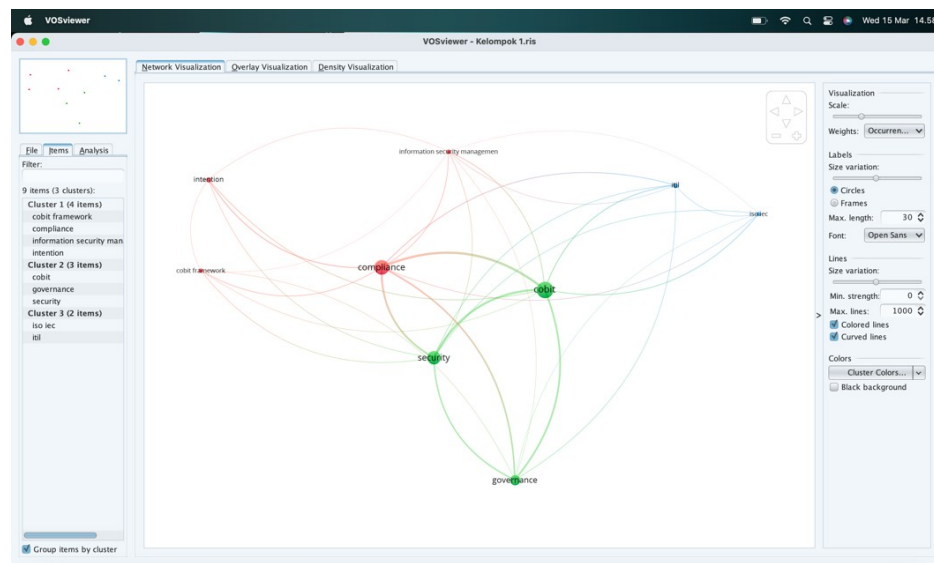 VOSviewer
Wed 15 Mar 14.58
VOSviewer - Kelompok 1.ris
Network Visualization Overlay Visualization Density Visualization
File Items Analysis
Filter:
9 items (3 clusters):
Cluster 1 (4 items)
cobit framework
compliance
information security man
intention
Cluster 2 (3 items)
cobit
governance
security
Cluster 3 (2 items)
iso iec
itil
Group items by cluster
information security managemen
intention
itil
iso iec
cobit framework
compliance
cobit
security
governance
Visualization
Scale:
Weights: Occurren...
Labels
Size variation:
Circles
Frames
Max. length: 30
Font: Open Sans
Lines
Size variation:
Min. strength: 0
Max. lines: 1000
>
Colored lines
Curved lines
Colors
Cluster Colors...
Black background